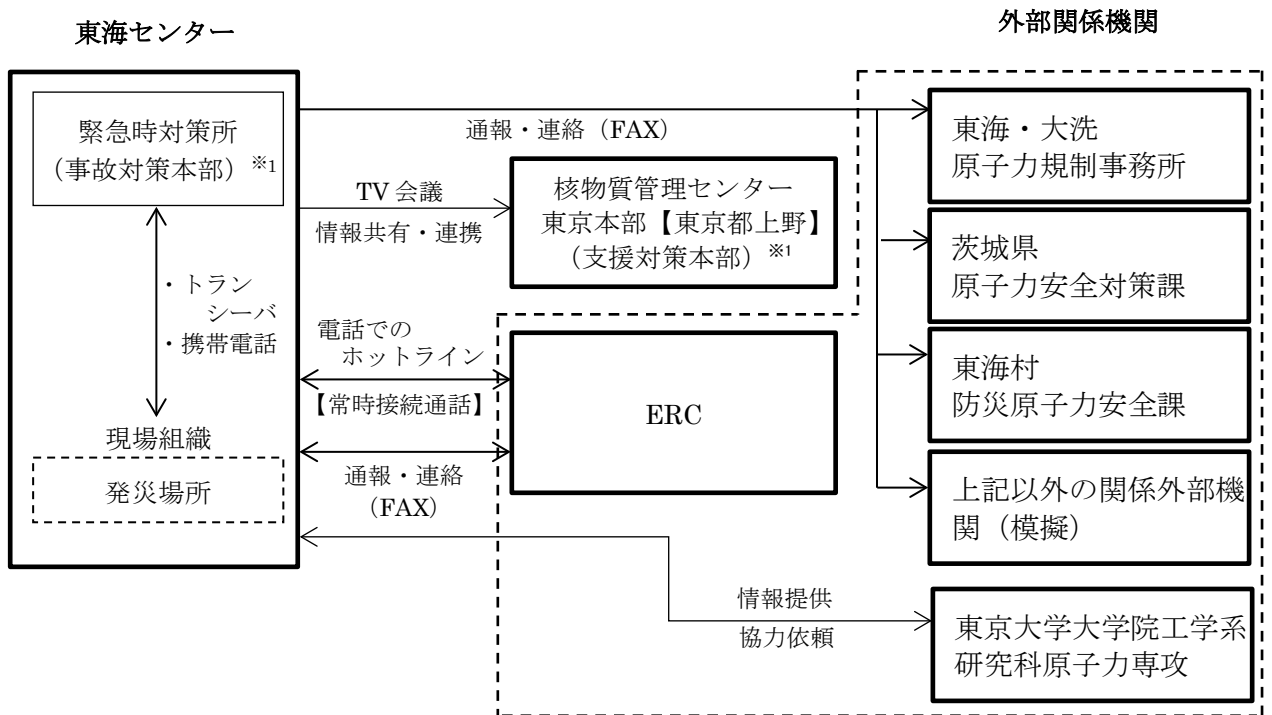 東海センター
外部関係機関
緊急時対策所
（事故対策本部）※1
・トラン
シーバ
・携帯電話
現場組織
発災場所
通報・連絡（FAX）
TV 会議
情報共有・連携
核物質管理センター
東京本部【東京都上野】
（支援対策本部）※1
電話での
ホットライン
【常時接続通話】
通報・連絡
（FAX）
ERC
情報提供
協力依頼
東海・大洗
原子力規制事務所
茨城県
原子力安全対策課
東海村
防災原子力安全課
上記以外の関係外部機
関（模擬）
東京大学大学院工学系
研究科原子力専攻